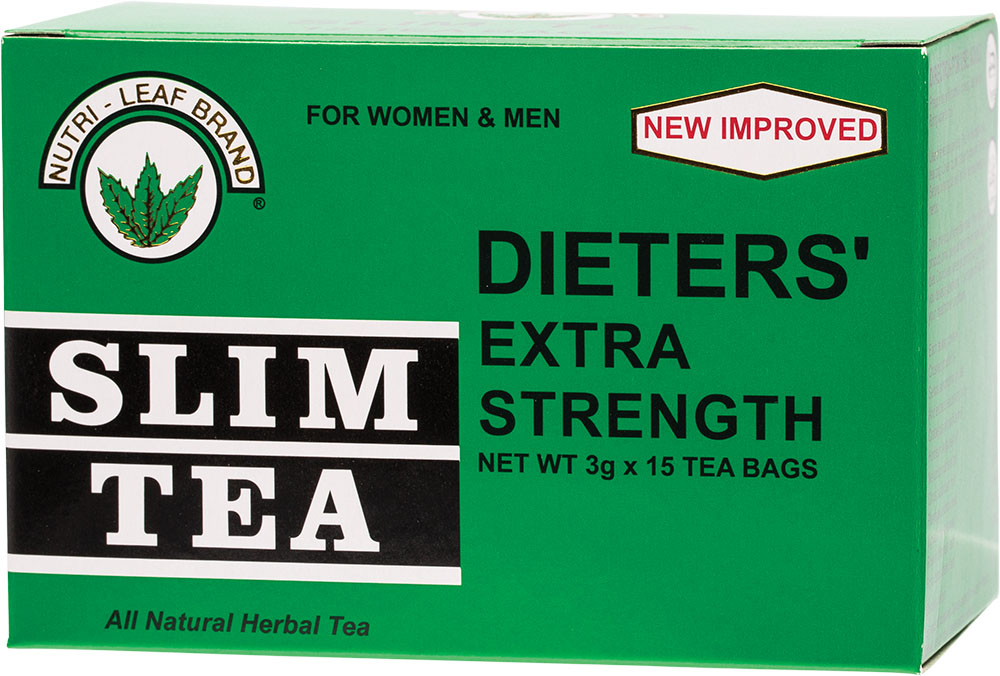 NUTRI - LEAF BRAND
®
FOR WOMEN & MEN
NEW IMPROVED
DIETERS'
EXTRA
STRENGTH
NET WT 3g x 15 TEA BAGS
SLIM
TEA
All Natural Herbal Tea